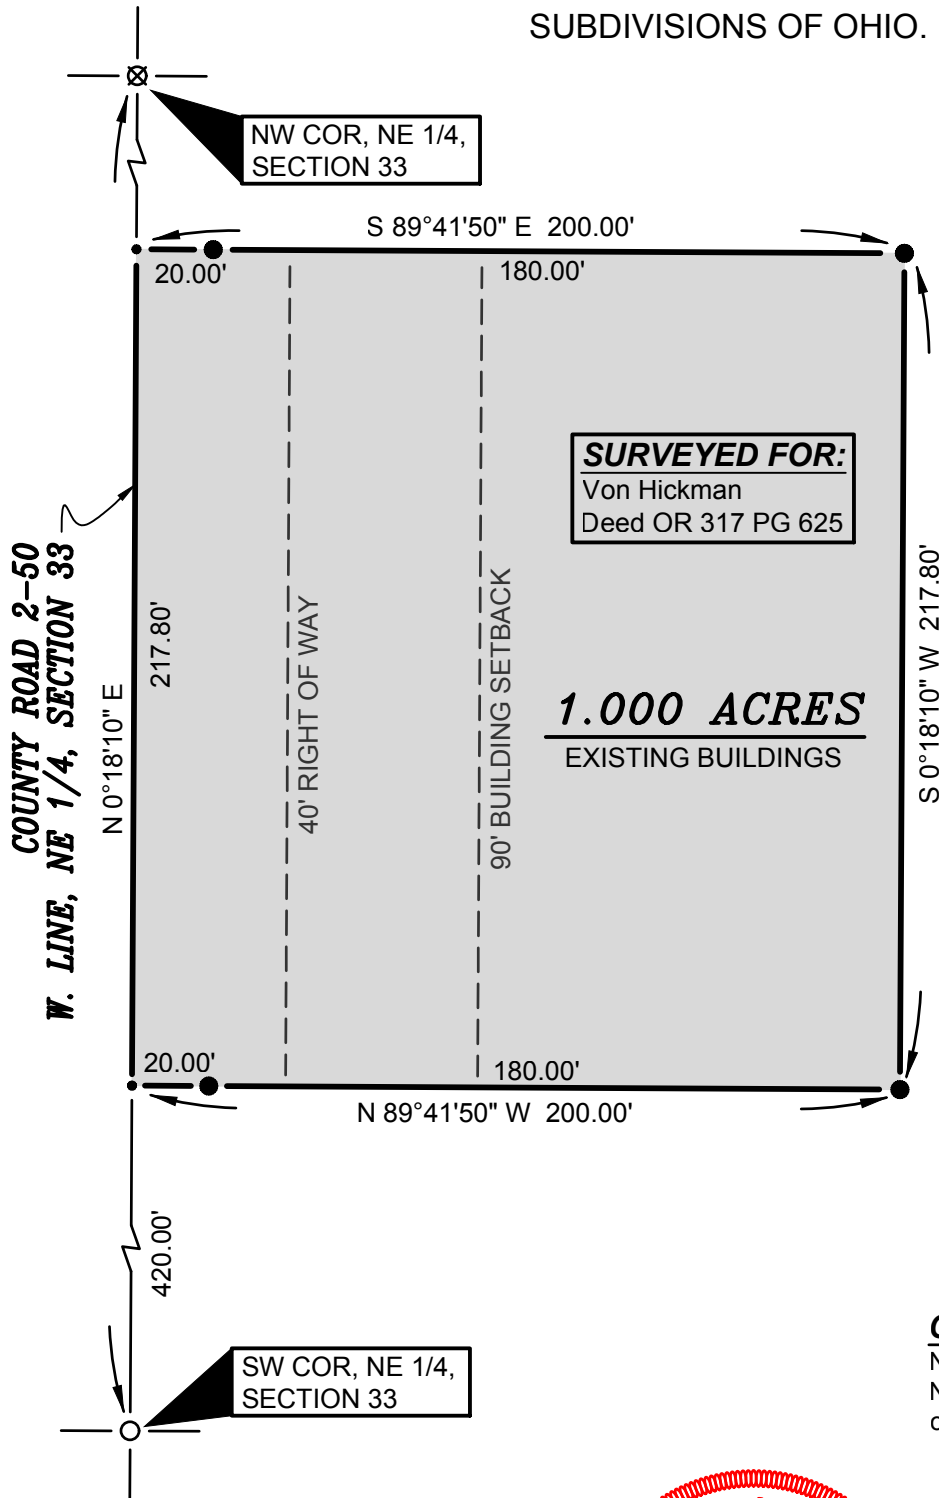 SUBDIVISIONS OF OHIO.
NW COR, NE 1/4,
SECTION 33
S 89°41'50" E 200.00'
20.00'
180.00'
SURVEYED FOR:
Von Hickman
Deed OR 317 PG 625
COUNTY ROAD 2-50
W. LINE, NE 1/4, SECTION 33
N 0°18'10" E
217.80'
40' RIGHT OF WAY
90' BUILDING SETBACK
1.000 ACRES
EXISTING BUILDINGS
S 0°18'10" W 217.80'
20.00'
180.00'
N 89°41'50" W 200.00'
420.00'
SW COR, NE 1/4,
SECTION 33